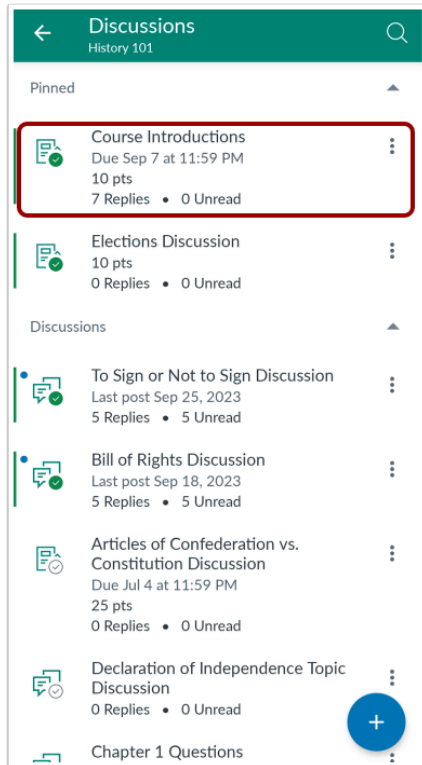 Discussions
History 101
Pinned
Course Introductions
Due Sep 7 at 11:59 PM
10 pts
7 Replies • 0 Unread
Elections Discussion
10 pts
0 Replies • 0 Unread
Discussions
To Sign or Not to Sign Discussion
Last post Sep 25, 2023
5 Replies • 5 Unread
Bill of Rights Discussion
Last post Sep 18, 2023
5 Replies • 5 Unread
Articles of Confederation vs.
Constitution Discussion
Due Jul 4 at 11:59 PM
25 pts
0 Replies • 0 Unread
Declaration of Independence Topic
Discussion
0 Replies • 0 Unread
Chapter 1 Questions